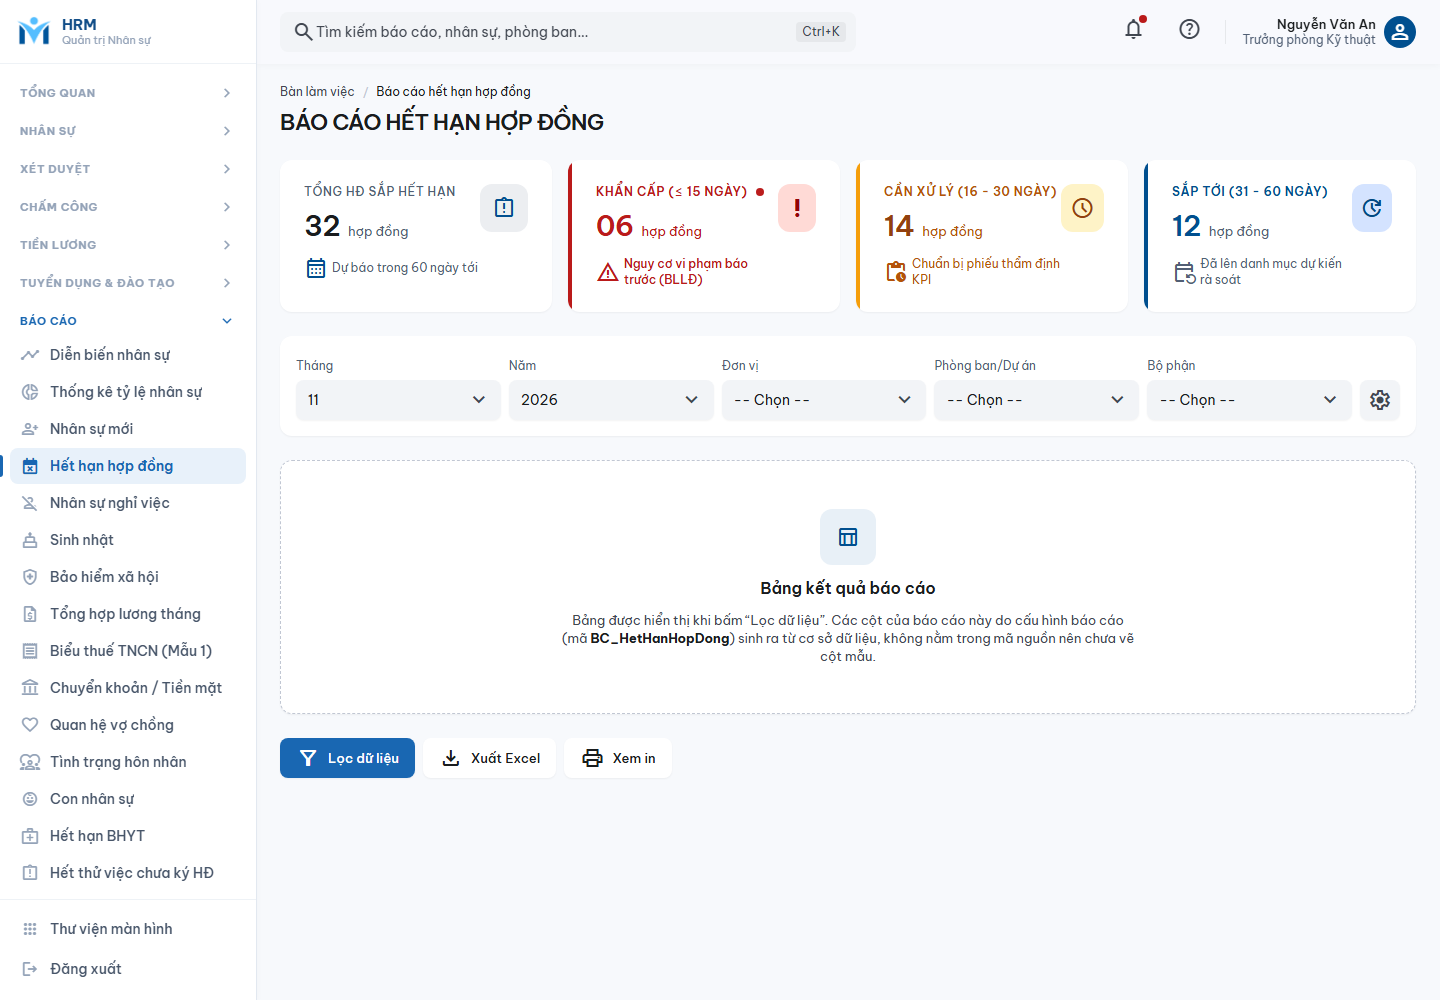 HRM
Quản trị Nhân sự
TỔNG QUAN
NHÂN SỰ
XÉT DUYỆT
CHẤM CÔNG
TIỀN LƯƠNG
TUYỂN DỤNG & ĐÀO TẠO
BÁO CÁO
Diễn biến nhân sự
Thống kê tỷ lệ nhân sự
Nhân sự mới
Hết hạn hợp đồng
Nhân sự nghỉ việc
Sinh nhật
Bảo hiểm xã hội
Tổng hợp lương tháng
Biểu thuế TNCN (Mẫu 1)
Chuyển khoản / Tiền mặt
Quan hệ vợ chồng
Tình trạng hôn nhân
Con nhân sự
Hết hạn BHYT
Hết thử việc chưa ký HĐ
Thư viện màn hình
Đăng xuất
Tìm kiếm báo cáo, nhân sự, phòng ban...
Ctrl+K
Nguyễn Văn An
Trưởng phòng Kỹ thuật
Bàn làm việc / Báo cáo hết hạn hợp đồng
BÁO CÁO HẾT HẠN HỢP ĐỒNG
TỔNG HĐ SẮP HẾT HẠN
32 hợp đồng
Dự báo trong 60 ngày tới
KHẨN CẤP (≤ 15 NGÀY)
06 hợp đồng
Nguy cơ vi phạm báo
trước (BLLĐ)
CẦN XỬ LÝ (16 - 30 NGÀY)
14 hợp đồng
Chuẩn bị phiếu thẩm định
KPI
SẮP TỚI (31 - 60 NGÀY)
12 hợp đồng
Đã lên danh mục dự kiến
rà soát
Tháng
11
Năm
2026
Đơn vị
-- Chọn --
Phòng ban/Dự án
-- Chọn --
Bộ phận
-- Chọn --
Bảng kết quả báo cáo
Bảng được hiển thị khi bấm “Lọc dữ liệu”. Các cột của báo cáo này do cấu hình báo cáo
(mã BC_HetHanHopDong) sinh ra từ cơ sở dữ liệu, không nằm trong mã nguồn nên chưa vẽ
cột mẫu.
Lọc dữ liệu
Xuất Excel
Xem in